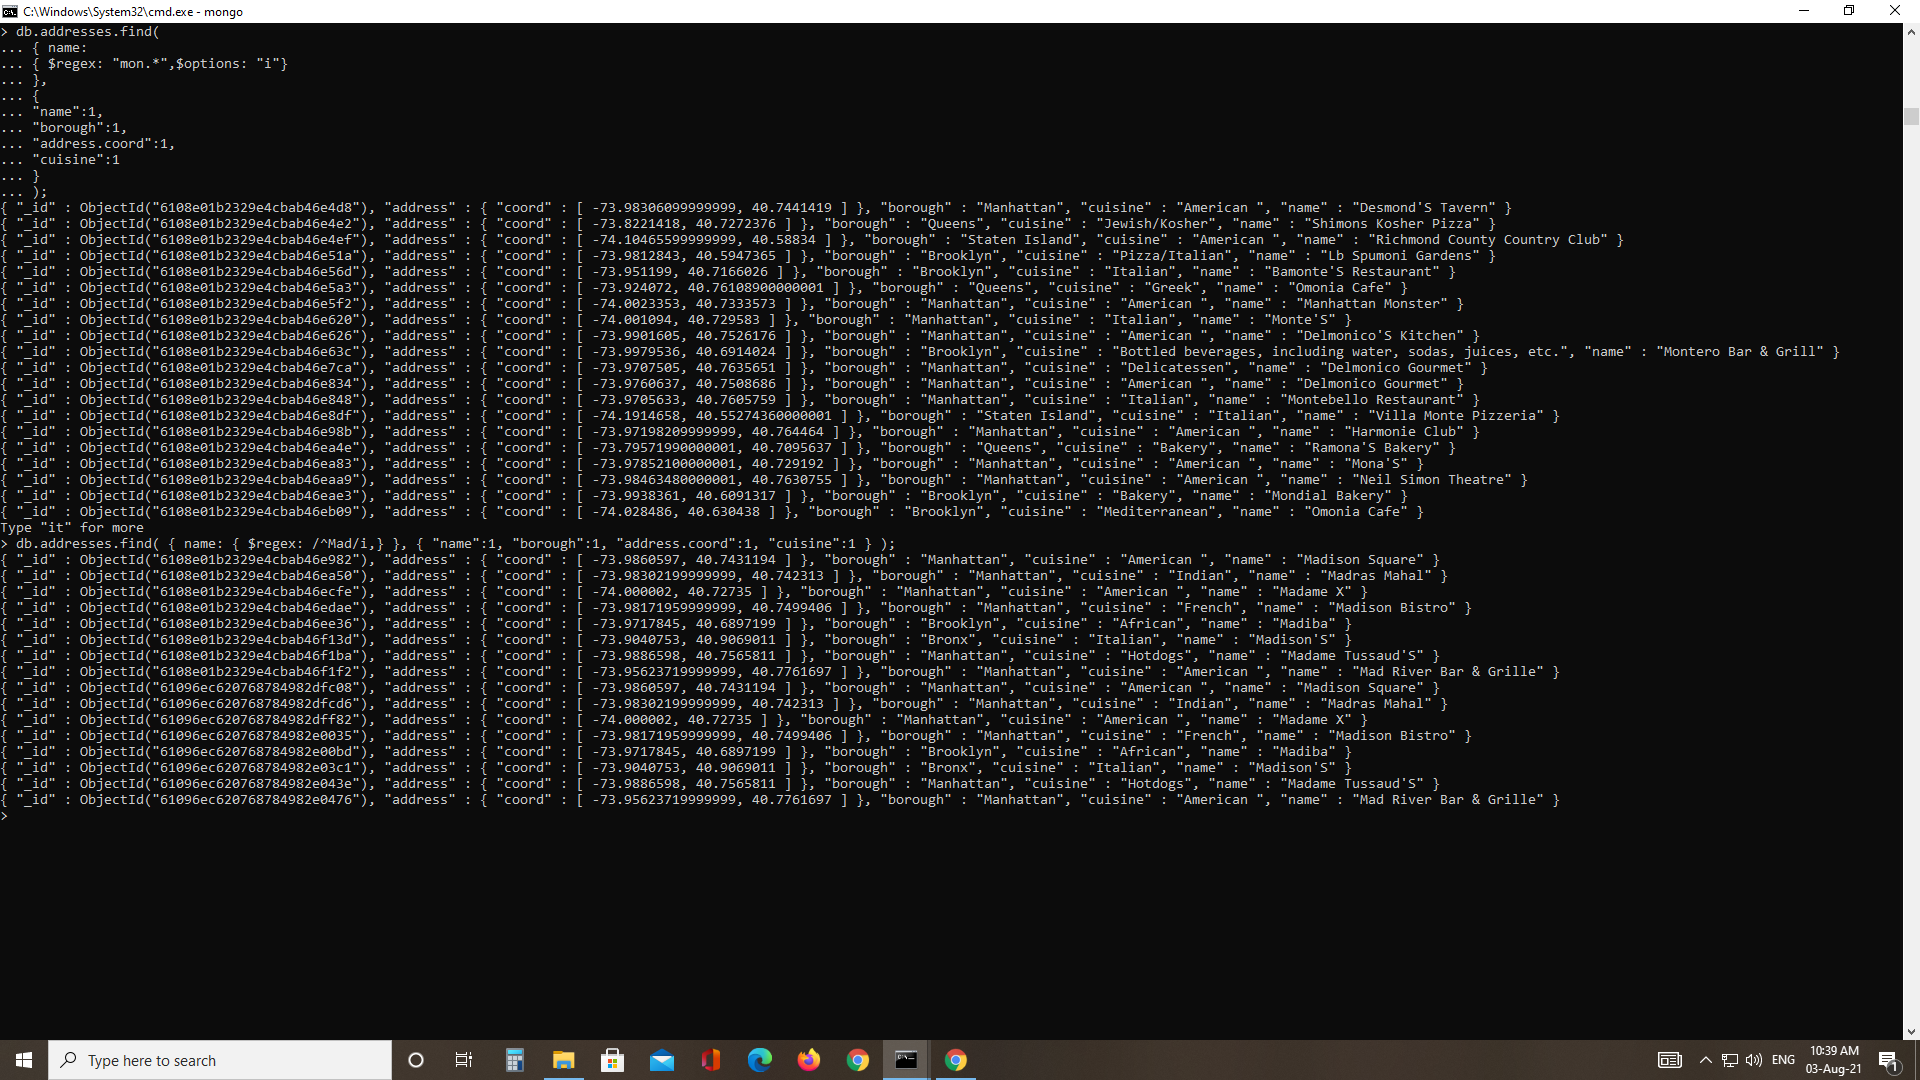 C:\Windows\System32\cmd.exe - mongo
> db.addresses.find(
... { name:
... { $regex: "mon.*",$options: "i"}
... },
... {
... "name":1,
... "borough":1,
... "address.coord":1,
... "cuisine":1
... }
... );
{ "_id" : ObjectId("6108e01b2329e4cbab46e4d8"), "address" : { "coord" : [ -73.98306099999999, 40.7441419 ] }, "borough" : "Manhattan", "cuisine" : "American ", "name" : "Desmond'S Tavern" }
{ "_id" : ObjectId("6108e01b2329e4cbab46e4e2"), "address" : { "coord" : [ -73.8221418, 40.7272376 ] }, "borough" : "Queens", "cuisine" : "Jewish/Kosher", "name" : "Shimons Kosher Pizza" }
{ "_id" : ObjectId("6108e01b2329e4cbab46e4ef"), "address" : { "coord" : [ -74.10465599999999, 40.58834 ] }, "borough" : "Staten Island", "cuisine" : "American ", "name" : "Richmond County Country Club" }
{ "_id" : ObjectId("6108e01b2329e4cbab46e51a"), "address" : { "coord" : [ -73.9812843, 40.5947365 ] }, "borough" : "Brooklyn", "cuisine" : "Pizza/Italian", "name" : "Lb Spumoni Gardens" }
{ "_id" : ObjectId("6108e01b2329e4cbab46e56d"), "address" : { "coord" : [ -73.951199, 40.7166026 ] }, "borough" : "Brooklyn", "cuisine" : "Italian", "name" : "Bamonte'S Restaurant" }
{ "_id" : ObjectId("6108e01b2329e4cbab46e5a3"), "address" : { "coord" : [ -73.924072, 40.76108900000001 ] }, "borough" : "Queens", "cuisine" : "Greek", "name" : "Omonia Cafe" }
{ "_id" : ObjectId("6108e01b2329e4cbab46e5f2"), "address" : { "coord" : [ -74.0023353, 40.7333573 ] }, "borough" : "Manhattan", "cuisine" : "American ", "name" : "Manhattan Monster" }
{ "_id" : ObjectId("6108e01b2329e4cbab46e620"), "address" : { "coord" : [ -74.001094, 40.729583 ] }, "borough" : "Manhattan", "cuisine" : "Italian", "name" : "Monte'S" }
{ "_id" : ObjectId("6108e01b2329e4cbab46e626"), "address" : { "coord" : [ -73.9901605, 40.7526176 ] }, "borough" : "Manhattan", "cuisine" : "American ", "name" : "Delmonico'S Kitchen" }
{ "_id" : ObjectId("6108e01b2329e4cbab46e63c"), "address" : { "coord" : [ -73.9979536, 40.6914024 ] }, "borough" : "Brooklyn", "cuisine" : "Bottled beverages, including water, sodas, juices, etc.", "name" : "Montero Bar & Grill" }
{ "_id" : ObjectId("6108e01b2329e4cbab46e7ca"), "address" : { "coord" : [ -73.9707505, 40.7635651 ] }, "borough" : "Manhattan", "cuisine" : "Delicatessen", "name" : "Delmonico Gourmet" }
{ "_id" : ObjectId("6108e01b2329e4cbab46e834"), "address" : { "coord" : [ -73.9760637, 40.7508686 ] }, "borough" : "Manhattan", "cuisine" : "American ", "name" : "Delmonico Gourmet" }
{ "_id" : ObjectId("6108e01b2329e4cbab46e848"), "address" : { "coord" : [ -73.9705633, 40.7605759 ] }, "borough" : "Manhattan", "cuisine" : "Italian", "name" : "Montebello Restaurant" }
{ "_id" : ObjectId("6108e01b2329e4cbab46e8df"), "address" : { "coord" : [ -74.1914658, 40.55274360000001 ] }, "borough" : "Staten Island", "cuisine" : "Italian", "name" : "Villa Monte Pizzeria" }
{ "_id" : ObjectId("6108e01b2329e4cbab46e98b"), "address" : { "coord" : [ -73.97198209999999, 40.764464 ] }, "borough" : "Manhattan", "cuisine" : "American ", "name" : "Harmonie Club" }
{ "_id" : ObjectId("6108e01b2329e4cbab46ea4e"), "address" : { "coord" : [ -73.79571990000001, 40.7095637 ] }, "borough" : "Queens", "cuisine" : "Bakery", "name" : "Ramona'S Bakery" }
{ "_id" : ObjectId("6108e01b2329e4cbab46ea83"), "address" : { "coord" : [ -73.97852100000001, 40.729192 ] }, "borough" : "Manhattan", "cuisine" : "American ", "name" : "Mona'S" }
{ "_id" : ObjectId("6108e01b2329e4cbab46eaa9"), "address" : { "coord" : [ -73.98463480000001, 40.7630755 ] }, "borough" : "Manhattan", "cuisine" : "American ", "name" : "Neil Simon Theatre" }
{ "_id" : ObjectId("6108e01b2329e4cbab46eae3"), "address" : { "coord" : [ -73.9938361, 40.6091317 ] }, "borough" : "Brooklyn", "cuisine" : "Bakery", "name" : "Mondial Bakery" }
{ "_id" : ObjectId("6108e01b2329e4cbab46eb09"), "address" : { "coord" : [ -74.028486, 40.630438 ] }, "borough" : "Brooklyn", "cuisine" : "Mediterranean", "name" : "Omonia Cafe" }
Type "it" for more
> db.addresses.find( { name: { $regex: /^Mad/i,} }, { "name":1, "borough":1, "address.coord":1, "cuisine":1 } );
{ "_id" : ObjectId("6108e01b2329e4cbab46e982"), "address" : { "coord" : [ -73.9860597, 40.7431194 ] }, "borough" : "Manhattan", "cuisine" : "American ", "name" : "Madison Square" }
{ "_id" : ObjectId("6108e01b2329e4cbab46ea50"), "address" : { "coord" : [ -73.98302199999999, 40.742313 ] }, "borough" : "Manhattan", "cuisine" : "Indian", "name" : "Madras Mahal" }
{ "_id" : ObjectId("6108e01b2329e4cbab46ecfe"), "address" : { "coord" : [ -74.000002, 40.72735 ] }, "borough" : "Manhattan", "cuisine" : "American ", "name" : "Madame X" }
{ "_id" : ObjectId("6108e01b2329e4cbab46edae"), "address" : { "coord" : [ -73.98171959999999, 40.7499406 ] }, "borough" : "Manhattan", "cuisine" : "French", "name" : "Madison Bistro" }
{ "_id" : ObjectId("6108e01b2329e4cbab46ee36"), "address" : { "coord" : [ -73.9717845, 40.6897199 ] }, "borough" : "Brooklyn", "cuisine" : "African", "name" : "Madiba" }
{ "_id" : ObjectId("6108e01b2329e4cbab46f13d"), "address" : { "coord" : [ -73.9040753, 40.9069011 ] }, "borough" : "Bronx", "cuisine" : "Italian", "name" : "Madison'S" }
{ "_id" : ObjectId("6108e01b2329e4cbab46f1ba"), "address" : { "coord" : [ -73.9886598, 40.7565811 ] }, "borough" : "Manhattan", "cuisine" : "Hotdogs", "name" : "Madame Tussaud'S" }
{ "_id" : ObjectId("6108e01b2329e4cbab46f1f2"), "address" : { "coord" : [ -73.95623719999999, 40.7761697 ] }, "borough" : "Manhattan", "cuisine" : "American ", "name" : "Mad River Bar & Grille" }
{ "_id" : ObjectId("61096ec620768784982dfc08"), "address" : { "coord" : [ -73.9860597, 40.7431194 ] }, "borough" : "Manhattan", "cuisine" : "American ", "name" : "Madison Square" }
{ "_id" : ObjectId("61096ec620768784982dfcd6"), "address" : { "coord" : [ -73.98302199999999, 40.742313 ] }, "borough" : "Manhattan", "cuisine" : "Indian", "name" : "Madras Mahal" }
{ "_id" : ObjectId("61096ec620768784982dff82"), "address" : { "coord" : [ -74.000002, 40.72735 ] }, "borough" : "Manhattan", "cuisine" : "American ", "name" : "Madame X" }
{ "_id" : ObjectId("61096ec620768784982e0035"), "address" : { "coord" : [ -73.98171959999999, 40.7499406 ] }, "borough" : "Manhattan", "cuisine" : "French", "name" : "Madison Bistro" }
{ "_id" : ObjectId("61096ec620768784982e00bd"), "address" : { "coord" : [ -73.9717845, 40.6897199 ] }, "borough" : "Brooklyn", "cuisine" : "African", "name" : "Madiba" }
{ "_id" : ObjectId("61096ec620768784982e03c1"), "address" : { "coord" : [ -73.9040753, 40.9069011 ] }, "borough" : "Bronx", "cuisine" : "Italian", "name" : "Madison'S" }
{ "_id" : ObjectId("61096ec620768784982e043e"), "address" : { "coord" : [ -73.9886598, 40.7565811 ] }, "borough" : "Manhattan", "cuisine" : "Hotdogs", "name" : "Madame Tussaud'S" }
{ "_id" : ObjectId("61096ec620768784982e0476"), "address" : { "coord" : [ -73.95623719999999, 40.7761697 ] }, "borough" : "Manhattan", "cuisine" : "American ", "name" : "Mad River Bar & Grille" }
>
Type here to search
ENG
10:39 AM
03-Aug-21
1